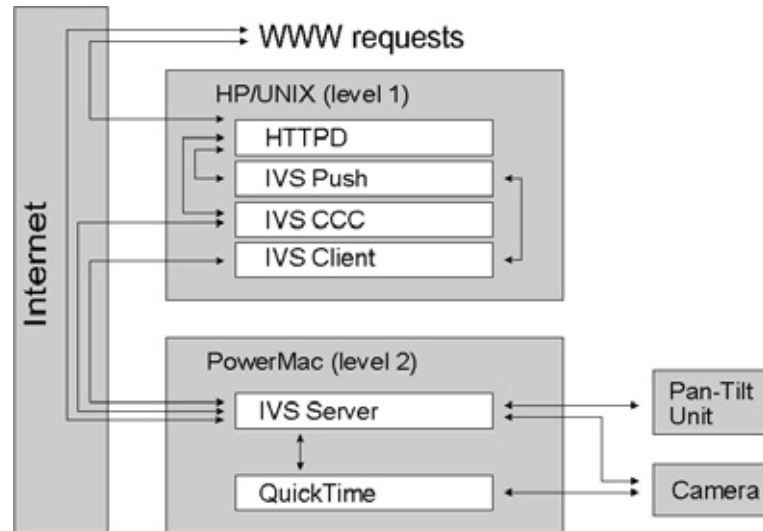 WWW requests
HP/UNIX (level 1)
HTTPD
IVS Push
IVS CCC
IVS Client
Internet
PowerMac (level 2)
IVS Server
QuickTime
Pan-Tilt
Unit
Camera